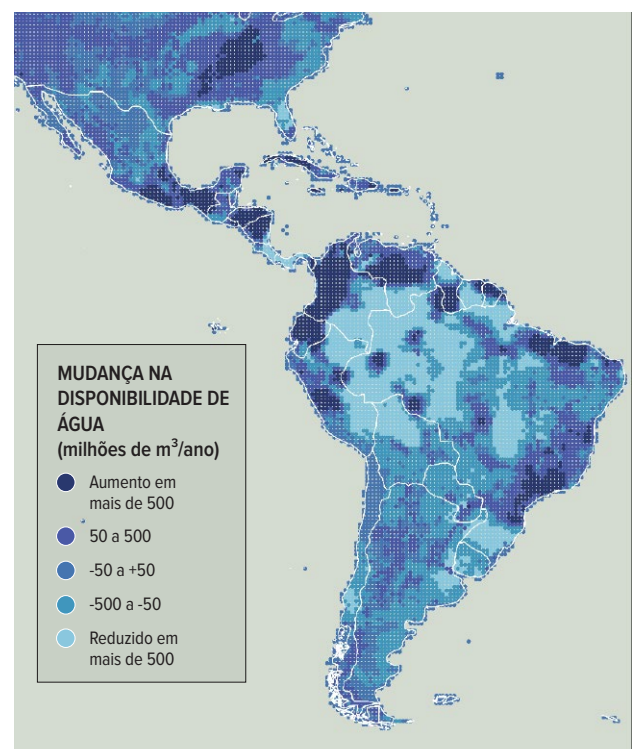 MUDANÇA NA
DISPONIBILIDADE DE
ÁGUA
(milhões de m³/ano)
Aumento em
mais de 500
50 a 500
-50 a +50
-500 a -50
Reduzido em
mais de 500